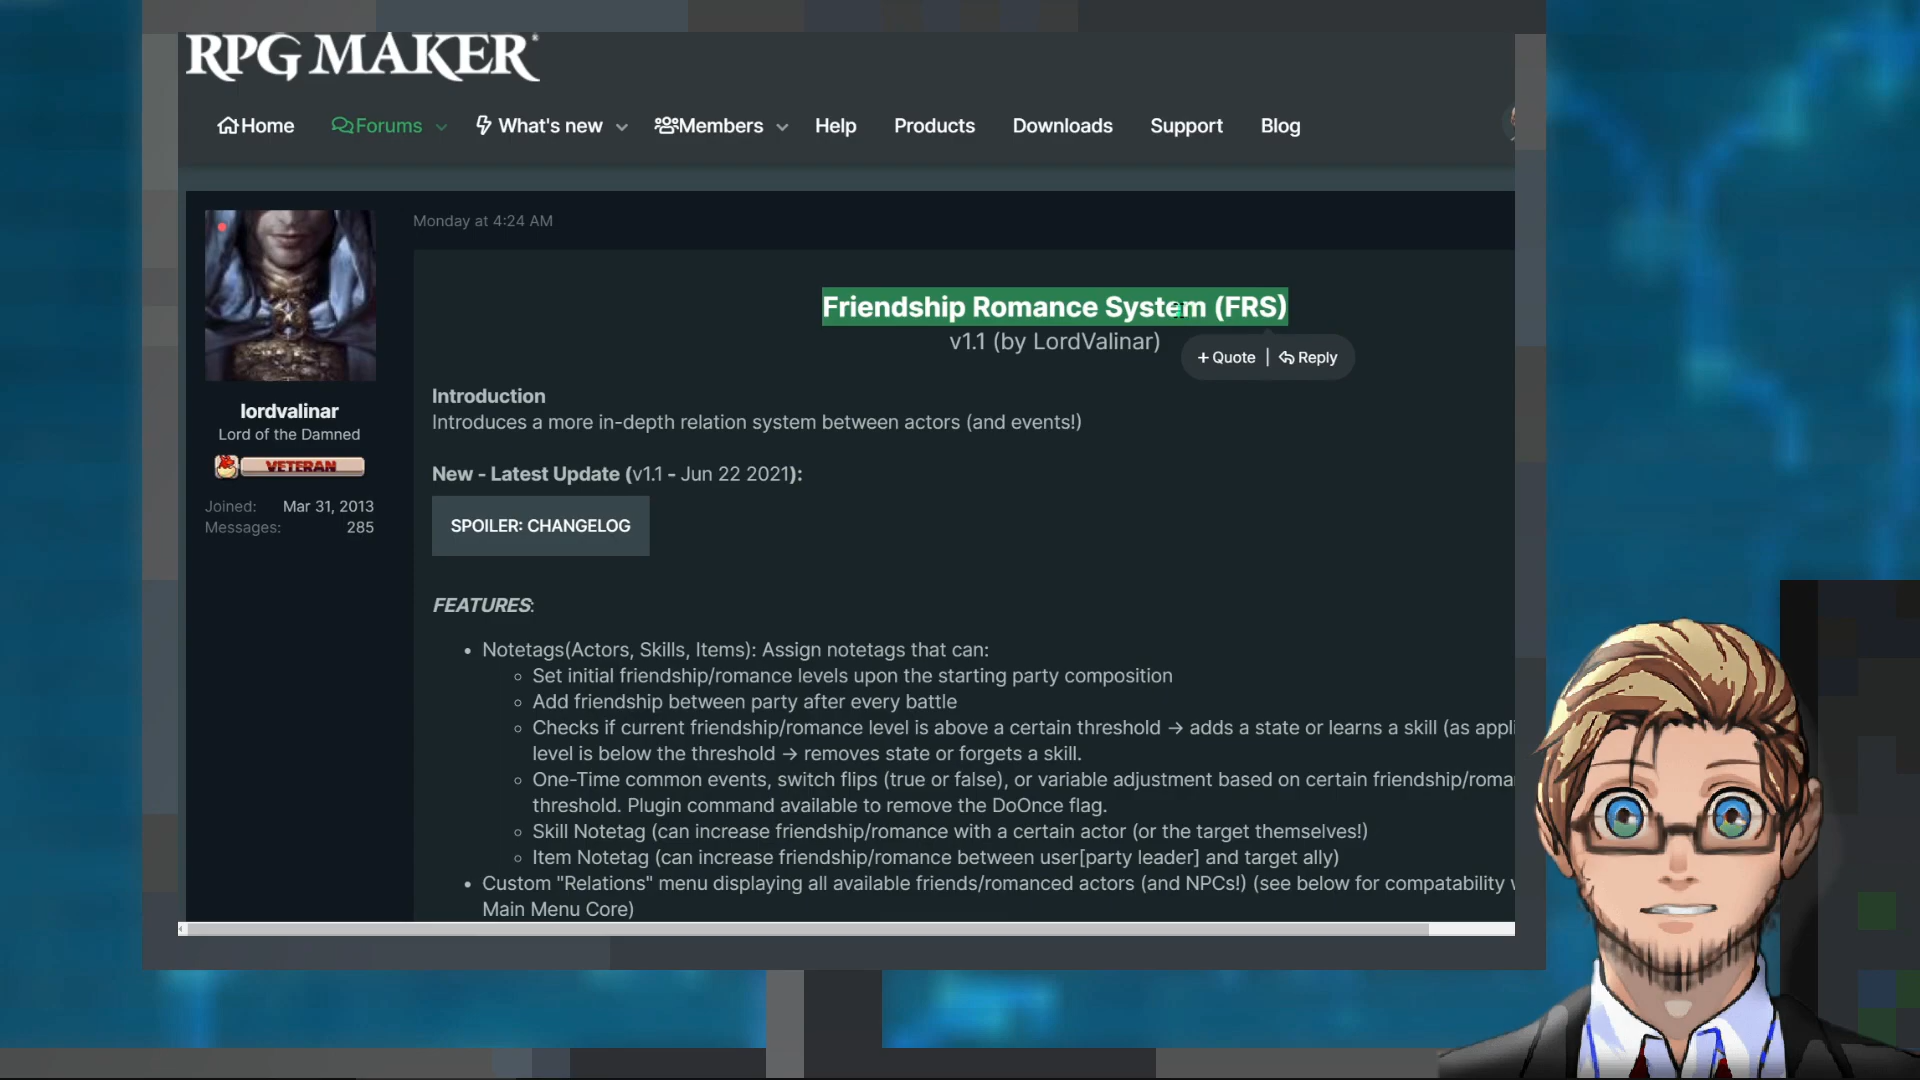 RPG MAKER
Home Forums What's new Members Help Products Downloads Support Blog
Monday at 4:24 AM
lordvalinar
Lord of the Damned
VETERAN
Joined: Mar 31, 2013
Messages: 285
Friendship Romance System (FRS)
v1.1 (by LordValinar)
+ Quote | Reply
Introduction
Introduces a more in-depth relation system between actors (and events!)
New - Latest Update (v1.1 - Jun 22 2021):
SPOILER: CHANGELOG
FEATURES:
• Notetags(Actors, Skills, Items): Assign notetags that can:
◦ Set initial friendship/romance levels upon the starting party composition
◦ Add friendship between party after every battle
◦ Checks if current friendship/romance level is above a certain threshold → adds a state or learns a skill (as appli
level is below the threshold → removes state or forgets a skill.
◦ One-Time common events, switch flips (true or false), or variable adjustment based on certain friendship/roma
threshold. Plugin command available to remove the DoOnce flag.
◦ Skill Notetag (can increase friendship/romance with a certain actor (or the target themselves!)
◦ Item Notetag (can increase friendship/romance between user[party leader] and target ally)
• Custom "Relations" menu displaying all available friends/romanced actors (and NPCs!) (see below for compatability
Main Menu Core)